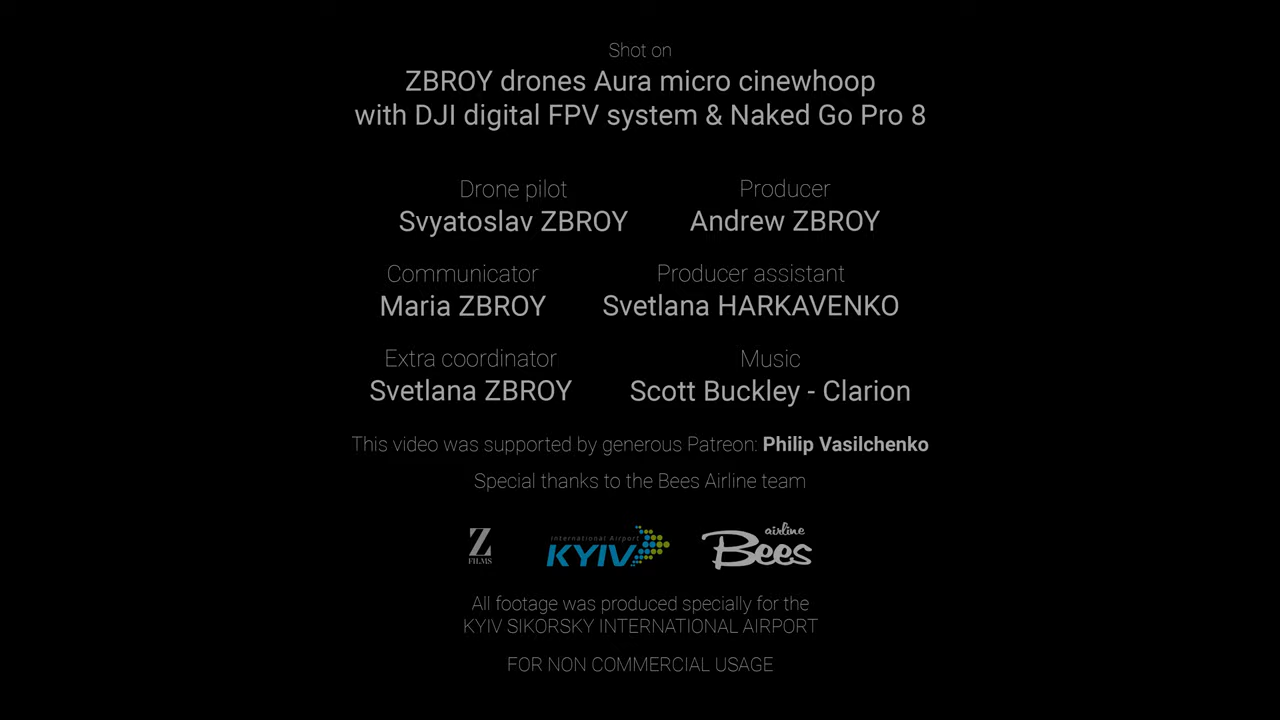 Shot on
ZBROY drones Aura micro cinewhoop
with DJI digital FPV system & Naked Go Pro 8
Drone pilot
Svyatoslav ZBROY
Producer
Andrew ZBROY
Communicator
Maria ZBROY
Producer assistant
Svetlana HARKAVENKO
Extra coordinator
Svetlana ZBROY
Music
Scott Buckley - Clarion
This video was supported by generous Patreon: Philip Vasilchenko
Special thanks to the Bees Airline team
Z
FILMS
International Airport
KYIV
airline
Bees
All footage was produced specially for the
KYIV SIKORSKY INTERNATIONAL AIRPORT
FOR NON COMMERCIAL USAGE